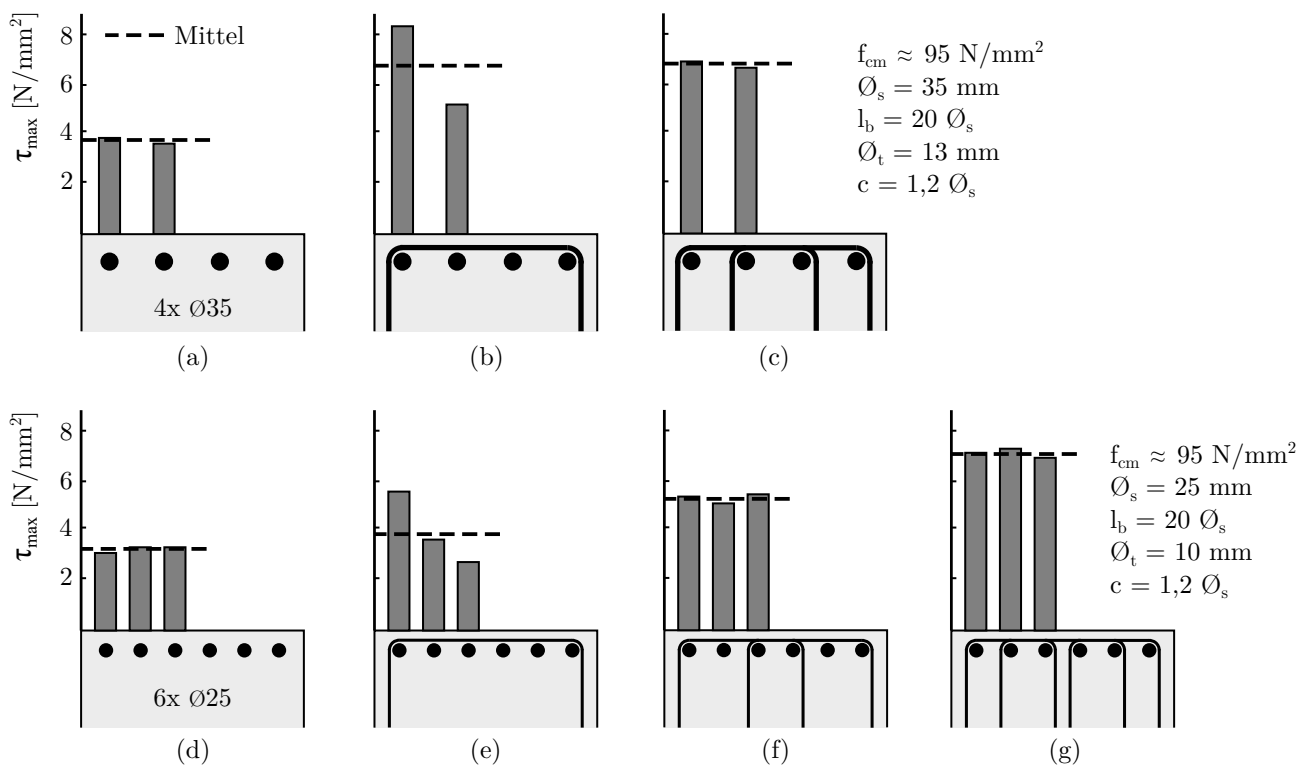 8
6
4
2
τmax [N/mm²]
Mittel
fcm ≈ 95 N/mm²
Øs = 35 mm
lb = 20 Øs
Øt = 13 mm
c = 1,2 Øs
4x Ø35
(a)
(b)
(c)
8
6
4
2
τmax [N/mm²]
fcm ≈ 95 N/mm²
Øs = 25 mm
lb = 20 Øs
Øt = 10 mm
c = 1,2 Øs
6x Ø25
(d)
(e)
(f)
(g)